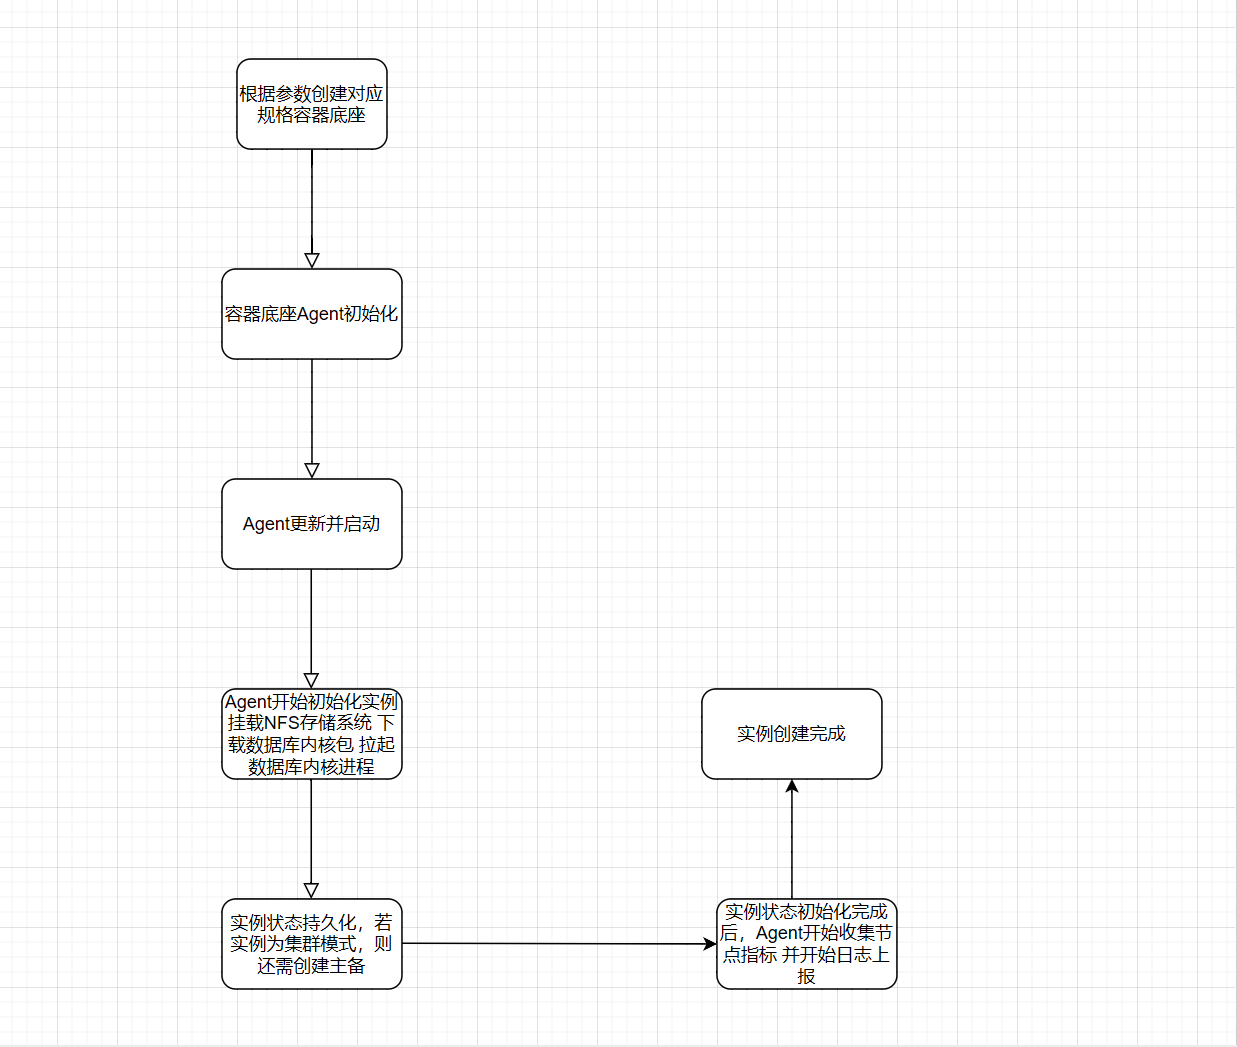 根据参数创建对应
规格容器底座
容器底座Agent初始化
Agent更新并启动
Agent开始初始化实例
挂载NFS存储系统 下
载数据库内核包 拉起
数据库内核进程
实例状态持久化，若
实例为集群模式，则
还需创建主备
实例状态初始化完成
后，Agent开始收集节
点指标 并开始日志上
报
实例创建完成